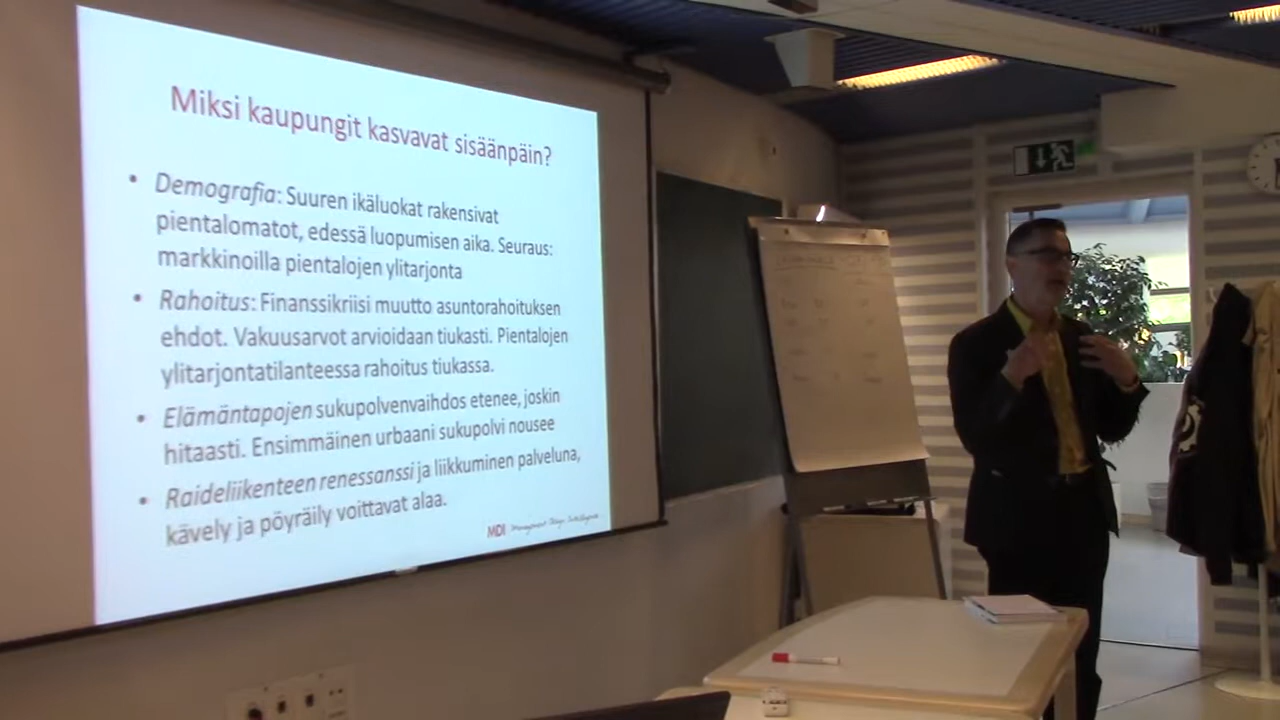 Miksi kaupungit kasvavat sisäänpäin?
• Demografia: Suuren ikäluokat rakensivat
pientalomatot, edessä luopumisen aika. Seuraus:
markkinoilla pientalojen ylitarjonta
• Rahoitus: Finanssikriisi muutto asuntorahoituksen
ehdot. Vakuusarvot arvioidaan tiukasti. Pientalojen
ylitarjontatilanteessa rahoitus tiukassa.
• Elämäntapojen sukupolvenvaihdos etenee, joskin
hitaasti. Ensimmäinen urbaani sukupolvi nousee
• Raideliikenteen renessanssi ja liikkuminen palveluna,
kävely ja pöyräily voittavat alaa.
MDI